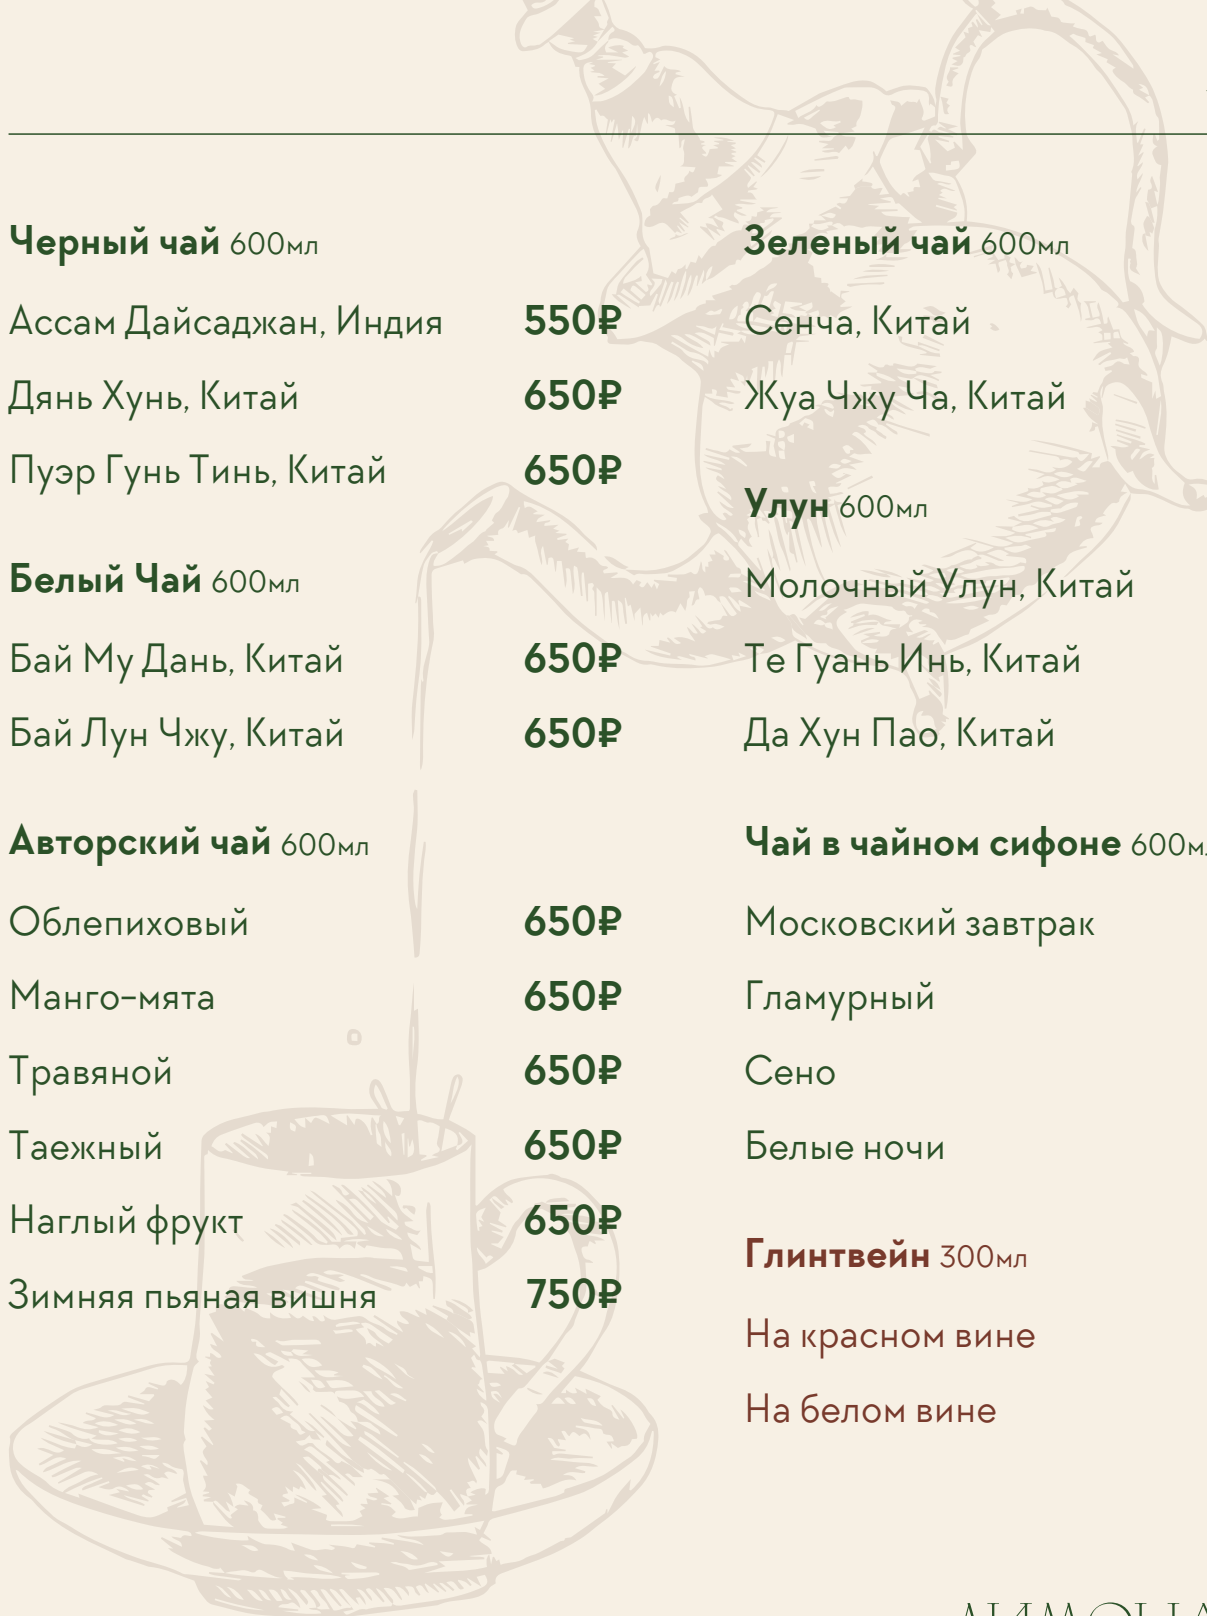 Черный чай 600мл
Ассам Дайсаджан, Индия 550₽
Дянь Хунь, Китай 650₽
Пуэр Гунь Тинь, Китай 650₽
Белый Чай 600мл
Бай Му Дань, Китай 650₽
Бай Лун Чжу, Китай 650₽
Авторский чай 600мл
Облепиховый 650₽
Манго-мята 650₽
Травяной 650₽
Таежный 650₽
Наглый фрукт 650₽
Зимняя пьяная вишня 750₽
Зеленый чай 600мл
Сенча, Китай
Жуа Чжу Ча, Китай
Улун 600мл
Молочный Улун, Китай
Те Гуань Инь, Китай
Да Хун Пао, Китай
Чай в чайном сифоне 600м
Московский завтрак
Гламурный
Сено
Белые ночи
Глинтвейн 300мл
На красном вине
На белом вине